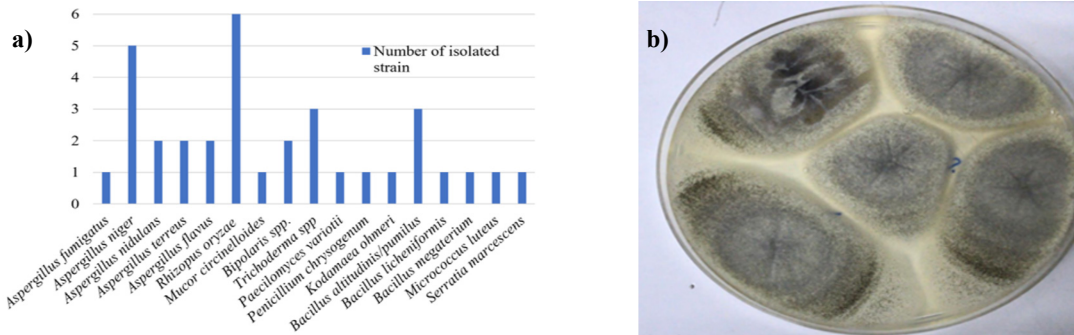 a)
6
5
4
3
2
1
0
Number of isolated
strain
Aspergillus fumigatus
Aspergillus niger
Aspergillus nidulans
Aspergillus terreus
Aspergillus flavus
Rhizopus oryzae
Mucor circinelloides
Bipolaris spp.
Trichoderma spp
Paecilomyces variotii
Penicillium chrysogenum
Kodamaea ohmeri
Bacillus altitudinis/pumilus
Bacillus licheniformis
Bacillus megaterium
Micrococcus luteus
Serratia marcescens
b)